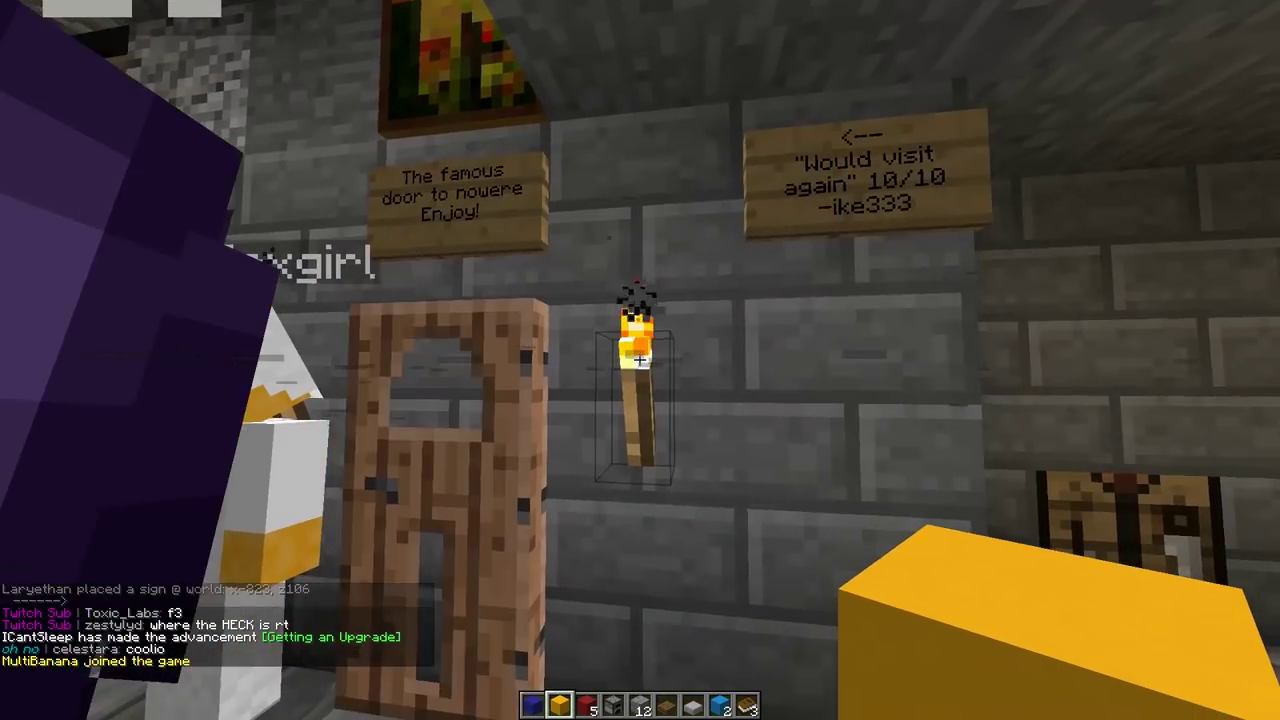 The famous
door to nowere
Enjoy!
<--
"Would visit
again" 10/10
-ike333
xgirl
Laryethan placed a sign @ world: x-823, z106
------>
Twitch Sub | Toxic_Labs: f3
Twitch Sub | zestylyd: where the HECK is rt
ICantSleep has made the advancement [Getting an Upgrade]
oh no | celestara: coolio
MultiBanana joined the game
5
12
2
3